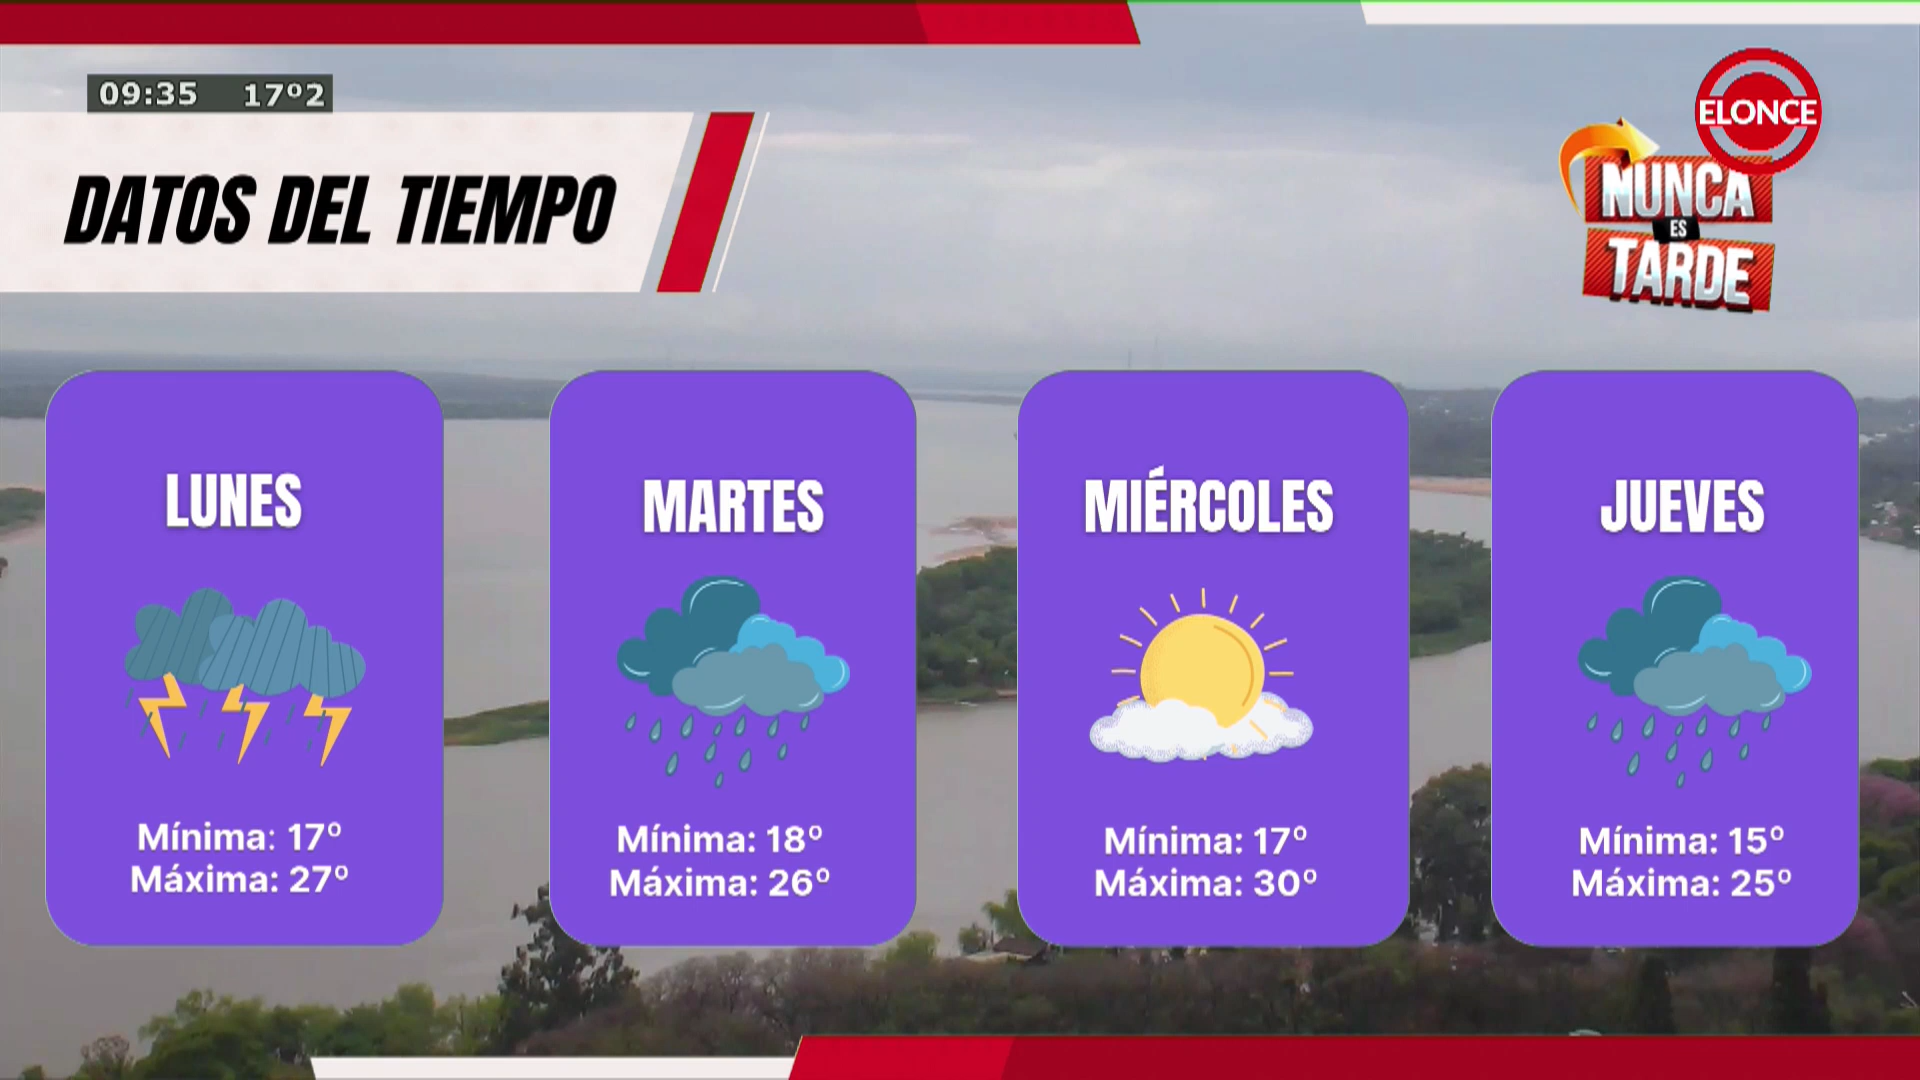 09:35 17º2
ELONCE
NUNCA
ES
TARDE
DATOS DEL TIEMPO
LUNES
Mínima: 17º
Máxima: 27º
MARTES
Mínima: 18º
Máxima: 26º
MIÉRCOLES
Mínima: 17º
Máxima: 30º
JUEVES
Mínima: 15º
Máxima: 25º